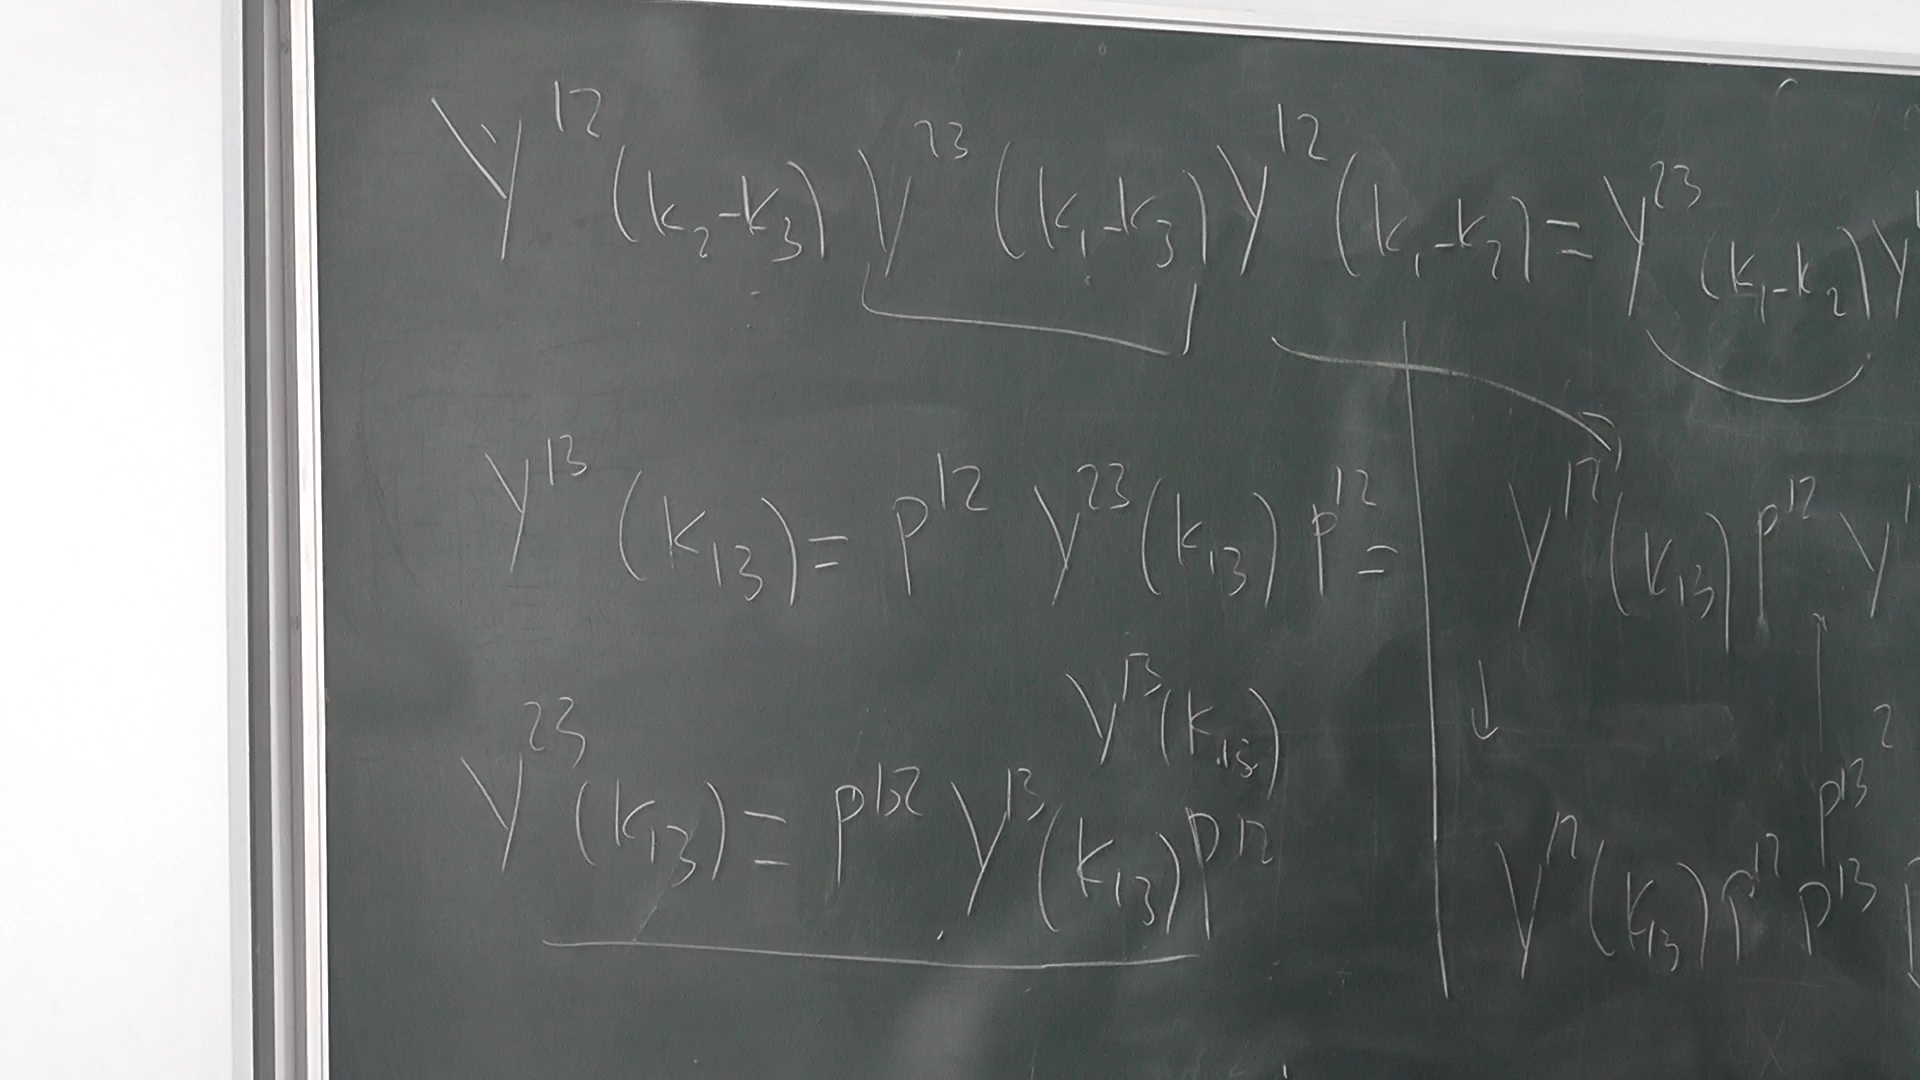 Y^12 (k_2-k_3) Y^23 (k_1-k_3) Y^12 (k_1-k_2) = Y^23 (k_1-k_2) Y
Y^13 (k_13) = P^12 Y^23 (k_13) P^12 =
Y^13 (k_13)
Y^23 (k_13) = P^12 Y^13 (k_13) P^12
Y^12 (k_13) P^12 Y
↓
P^13 2
Y^12 (k_13) P^12 P^13